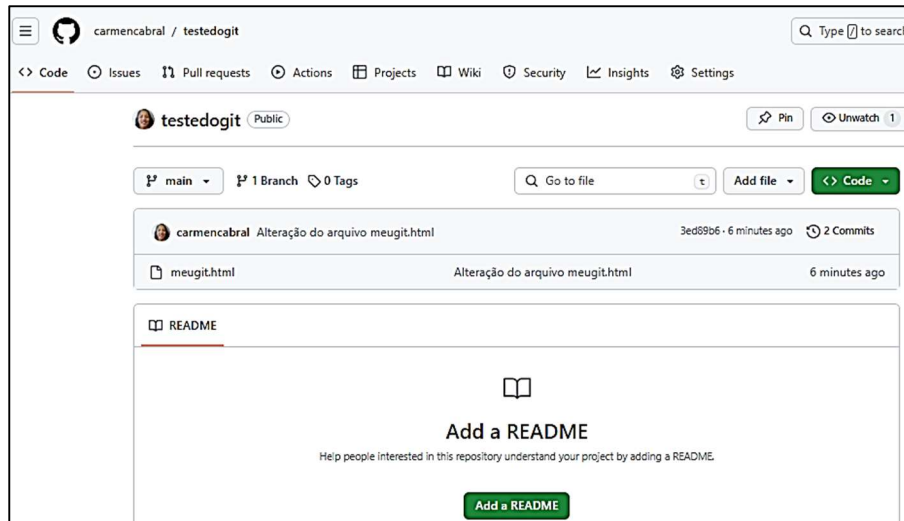 carmencabral / testedogit
Type / to search
Code Issues Pull requests Actions Projects Wiki Security Insights Settings
testedogit Public Pin Unwatch 1
main 1 Branch 0 Tags Go to file t Add file Code
carmencabral Alteração do arquivo meugit.html 3ed89b6 · 6 minutes ago 2 Commits
meugit.html Alteração do arquivo meugit.html 6 minutes ago
README
Add a README
Help people interested in this repository understand your project by adding a README.
Add a README